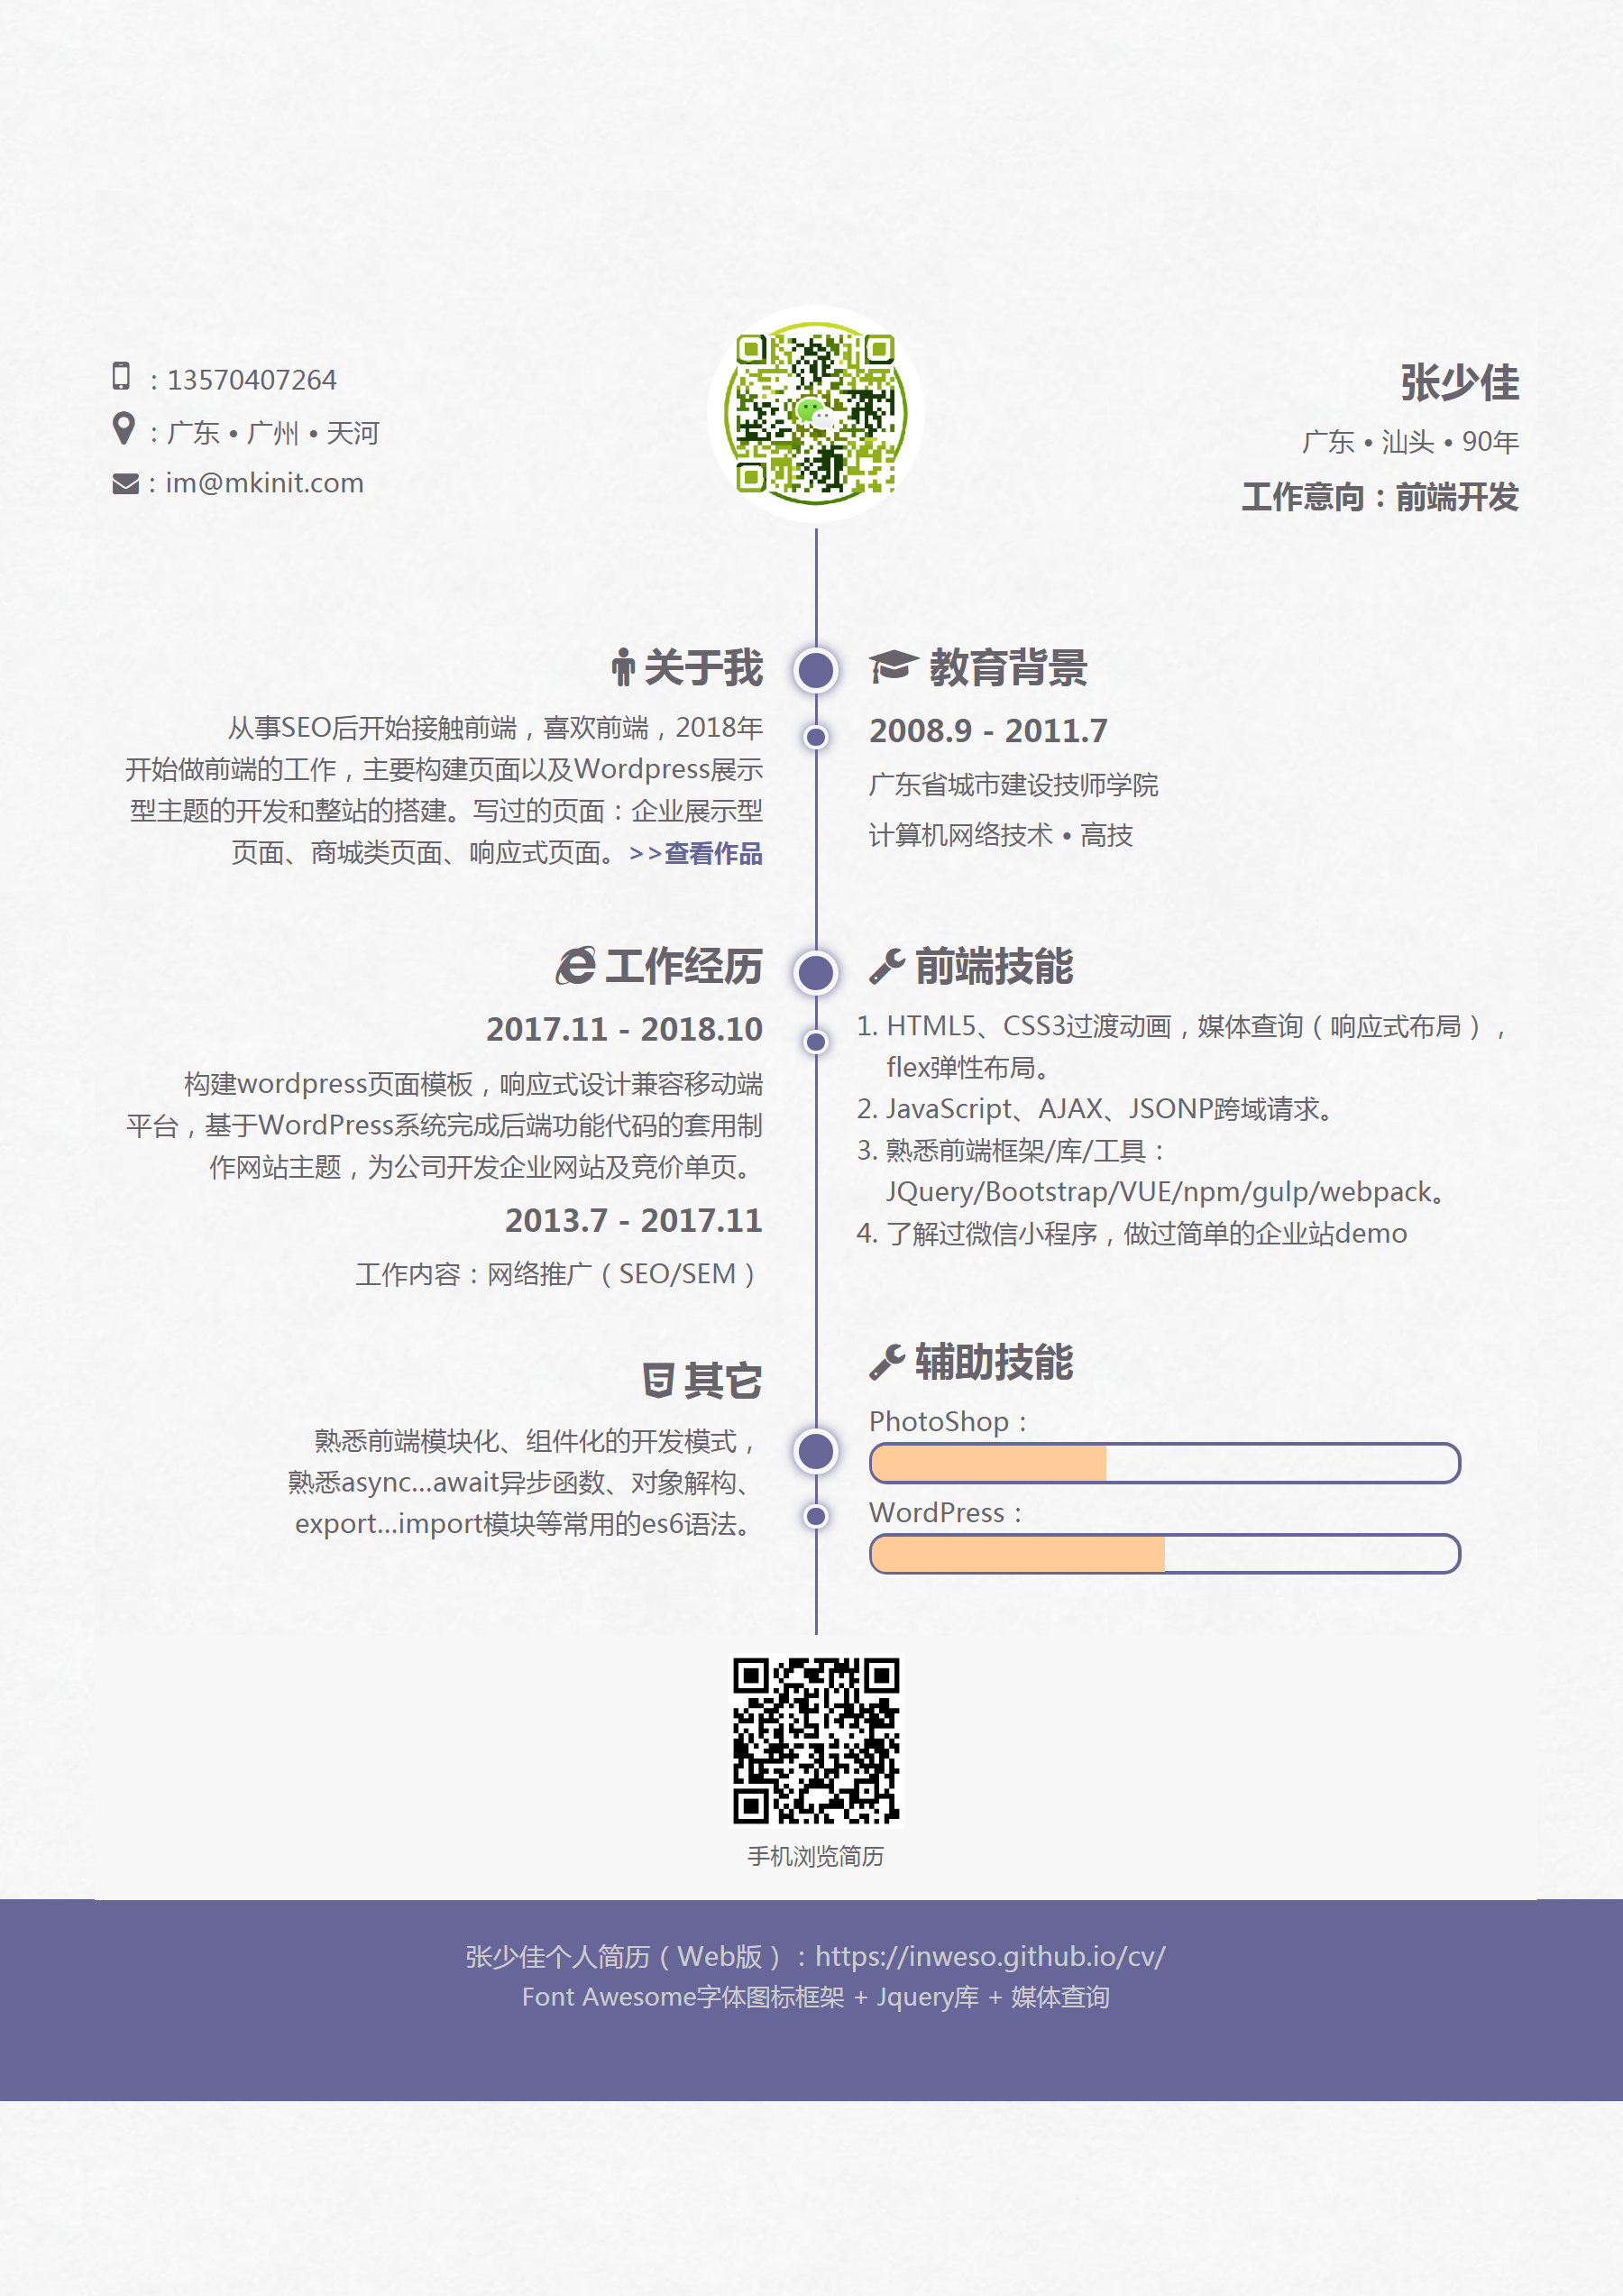 ：13570407264
：广东 • 广州 • 天河
：im@mkinit.com
张少佳
广东 • 汕头 • 90年
工作意向：前端开发
关于我
从事SEO后开始接触前端，喜欢前端，2018年
开始做前端的工作，主要构建页面以及Wordpress展示
型主题的开发和整站的搭建。写过的页面：企业展示型
页面、商城类页面、响应式页面。>>查看作品
教育背景
2008.9 - 2011.7
广东省城市建设技师学院
计算机网络技术 • 高技
工作经历
2017.11 - 2018.10
构建wordpress页面模板，响应式设计兼容移动端
平台，基于WordPress系统完成后端功能代码的套用制
作网站主题，为公司开发企业网站及竞价单页。
2013.7 - 2017.11
工作内容：网络推广（SEO/SEM）
前端技能
1. HTML5、CSS3过渡动画，媒体查询（响应式布局），
flex弹性布局。
2. JavaScript、AJAX、JSONP跨域请求。
3. 熟悉前端框架/库/工具：
JQuery/Bootstrap/VUE/npm/gulp/webpack。
4. 了解过微信小程序，做过简单的企业站demo
其它
熟悉前端模块化、组件化的开发模式，
熟悉async...await异步函数、对象解构、
export...import模块等常用的es6语法。
辅助技能
PhotoShop：
WordPress：
手机浏览简历
张少佳个人简历（Web版）：https://inweso.github.io/cv/
Font Awesome字体图标框架 + Jquery库 + 媒体查询